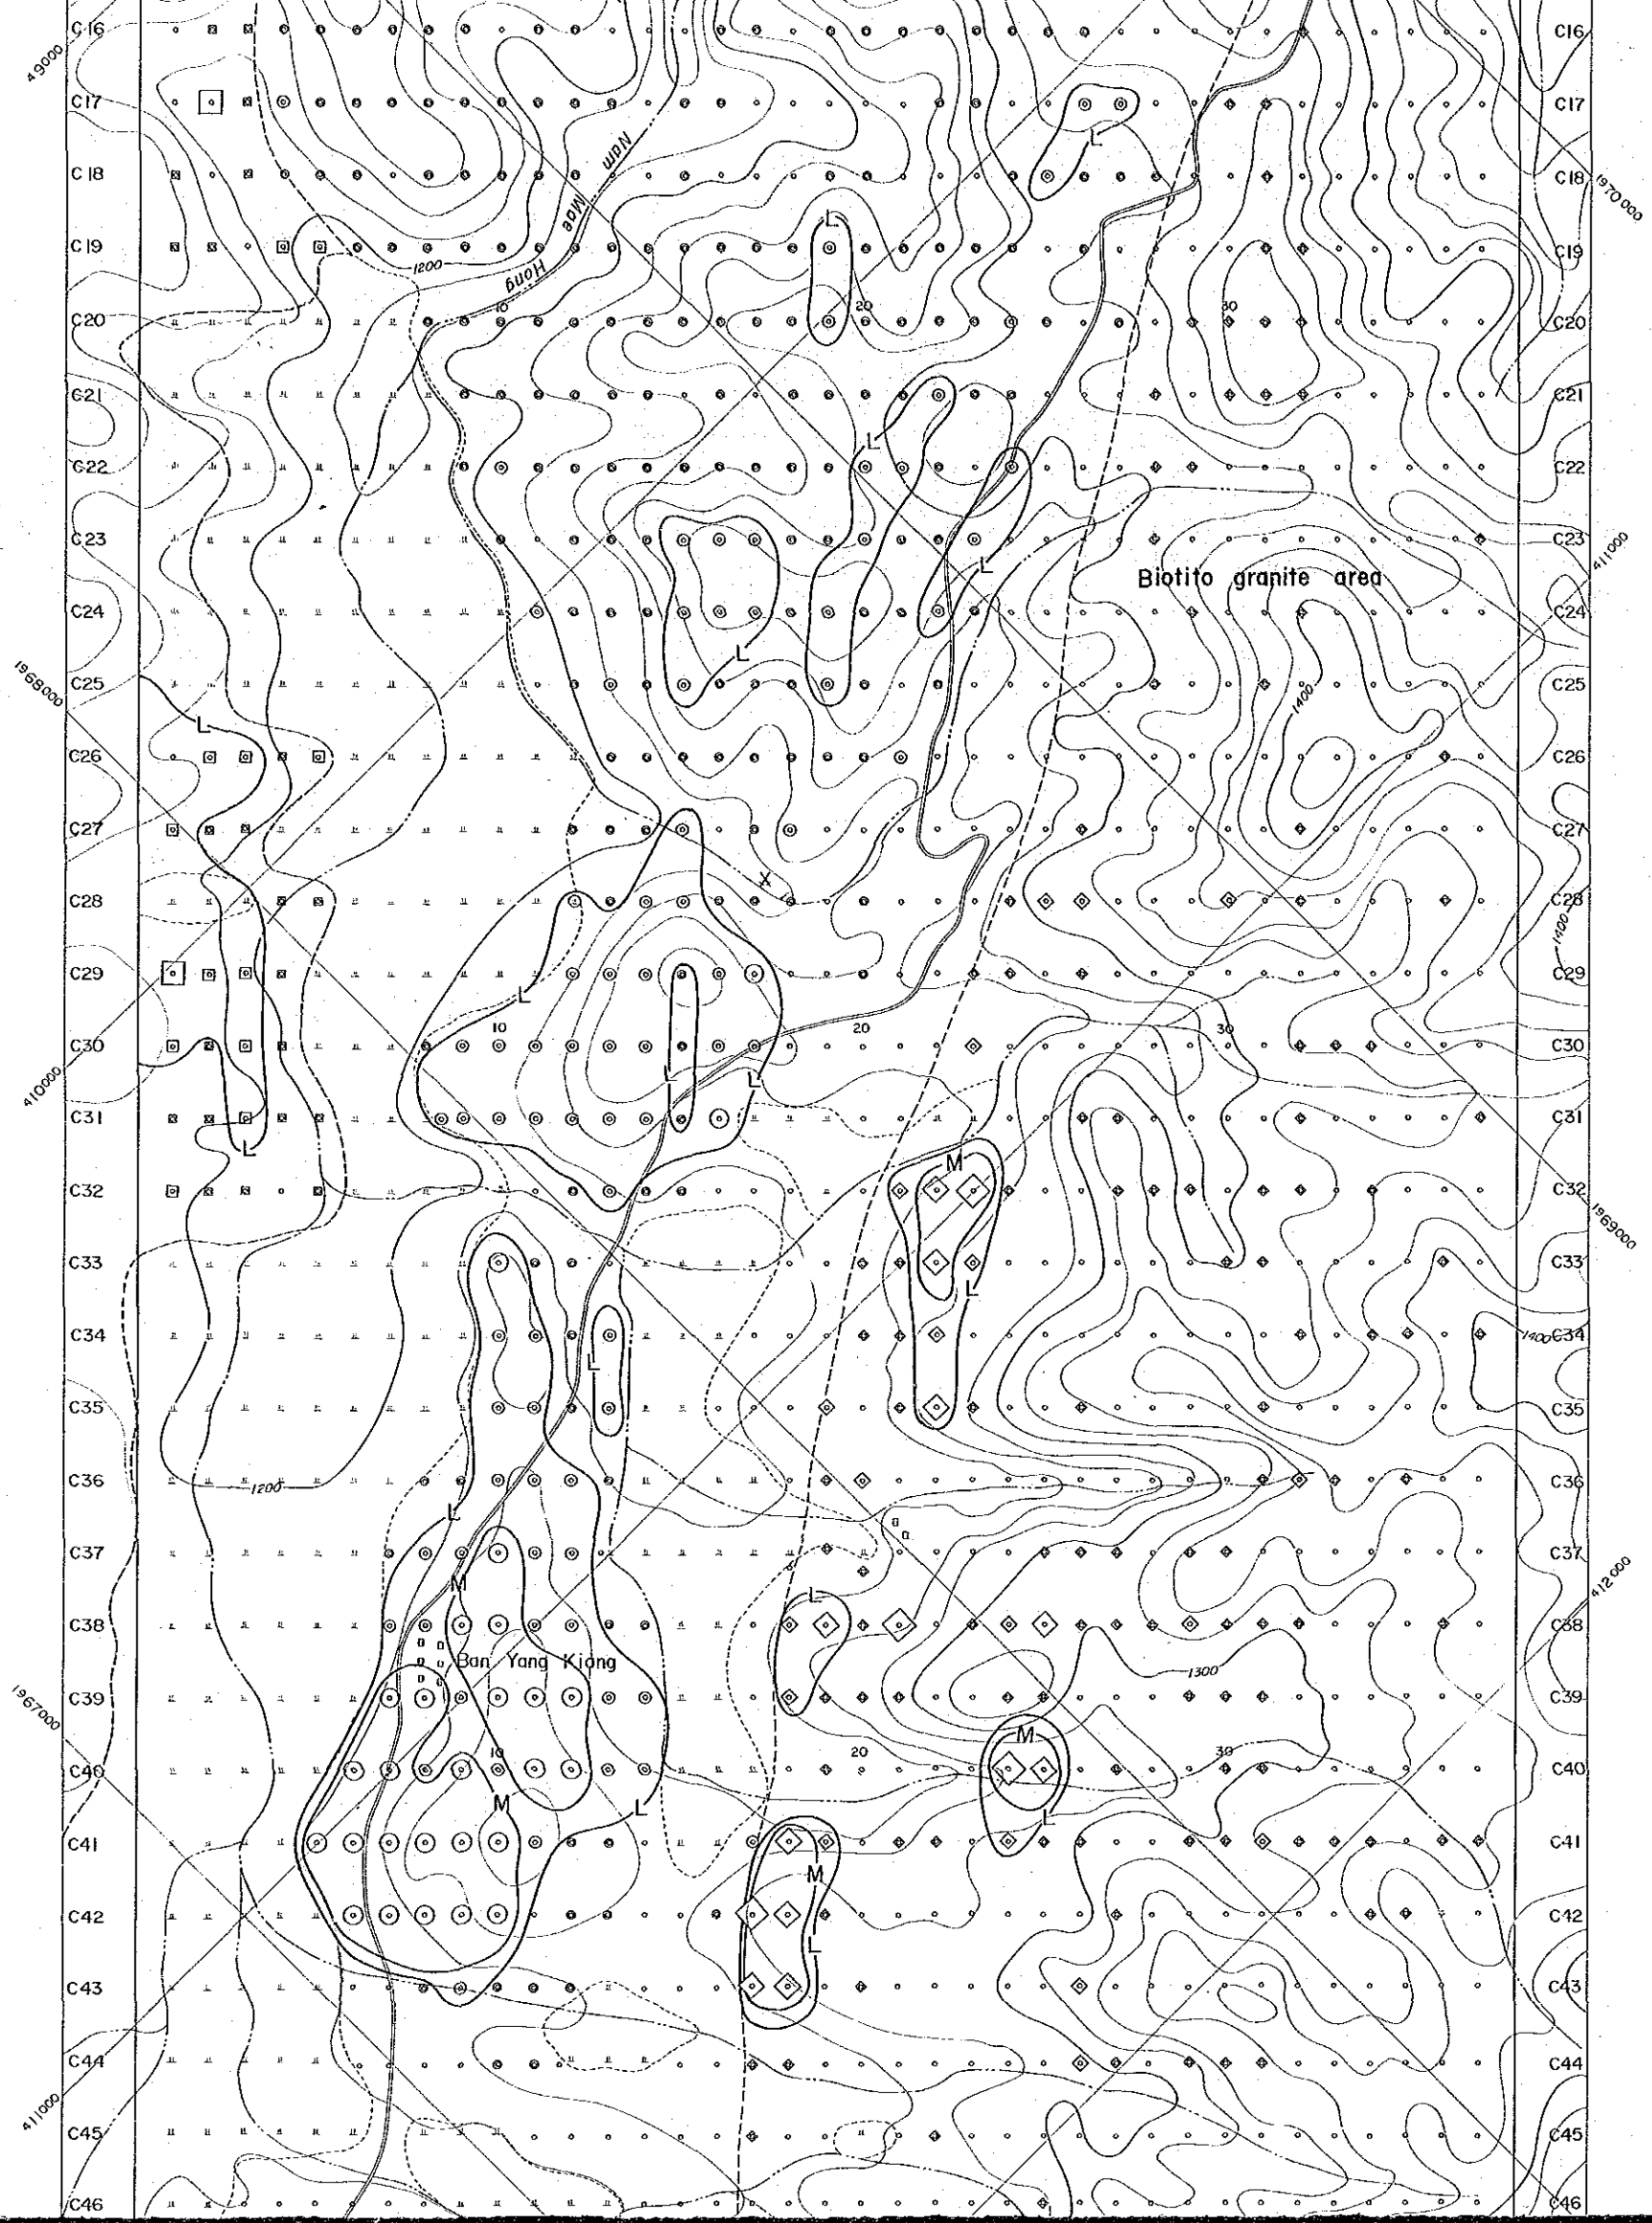 C16 C16
49000
C17 C17
L
Nam
C18 C18
1970000
Mae
L
C19 C19
1200
Hong
10 20 30
C20 C20
C21 C21
L
C22 C22
C23 C23
411000
L
Biotito granite area
C24 C24
L
1968000
C25 C25
1400
L
C26 C26
C27 C27
X
C28 C28
1400
C29 C29
L
10 20 30
C30 C30
410000
L L
C31 C31
L
M
C32 C32
1969000
C33 C33
L
C34 1400 C34
L
C35 C35
C36 C36
1200
L
C37 C37
M
412000
L
C38 C38
Ban Yang Kiang
1300
C39 C39
1967000
M
10 20 30
C40 C40
M L L
C41 C41
M
C42 C42
L
C43 C43
C44 C44
411000
C45 C45
C46 C46